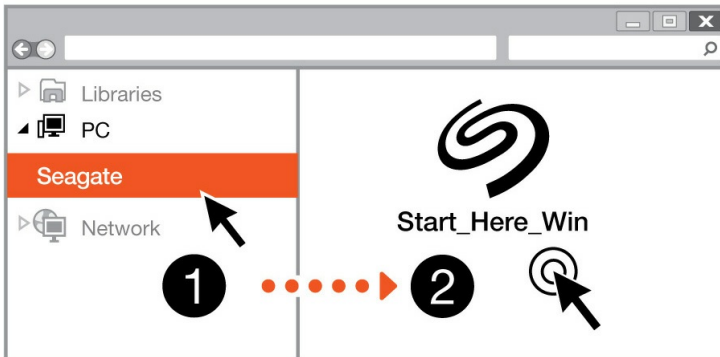 Libraries
PC
Seagate
Network
Start_Here_Win
1
2